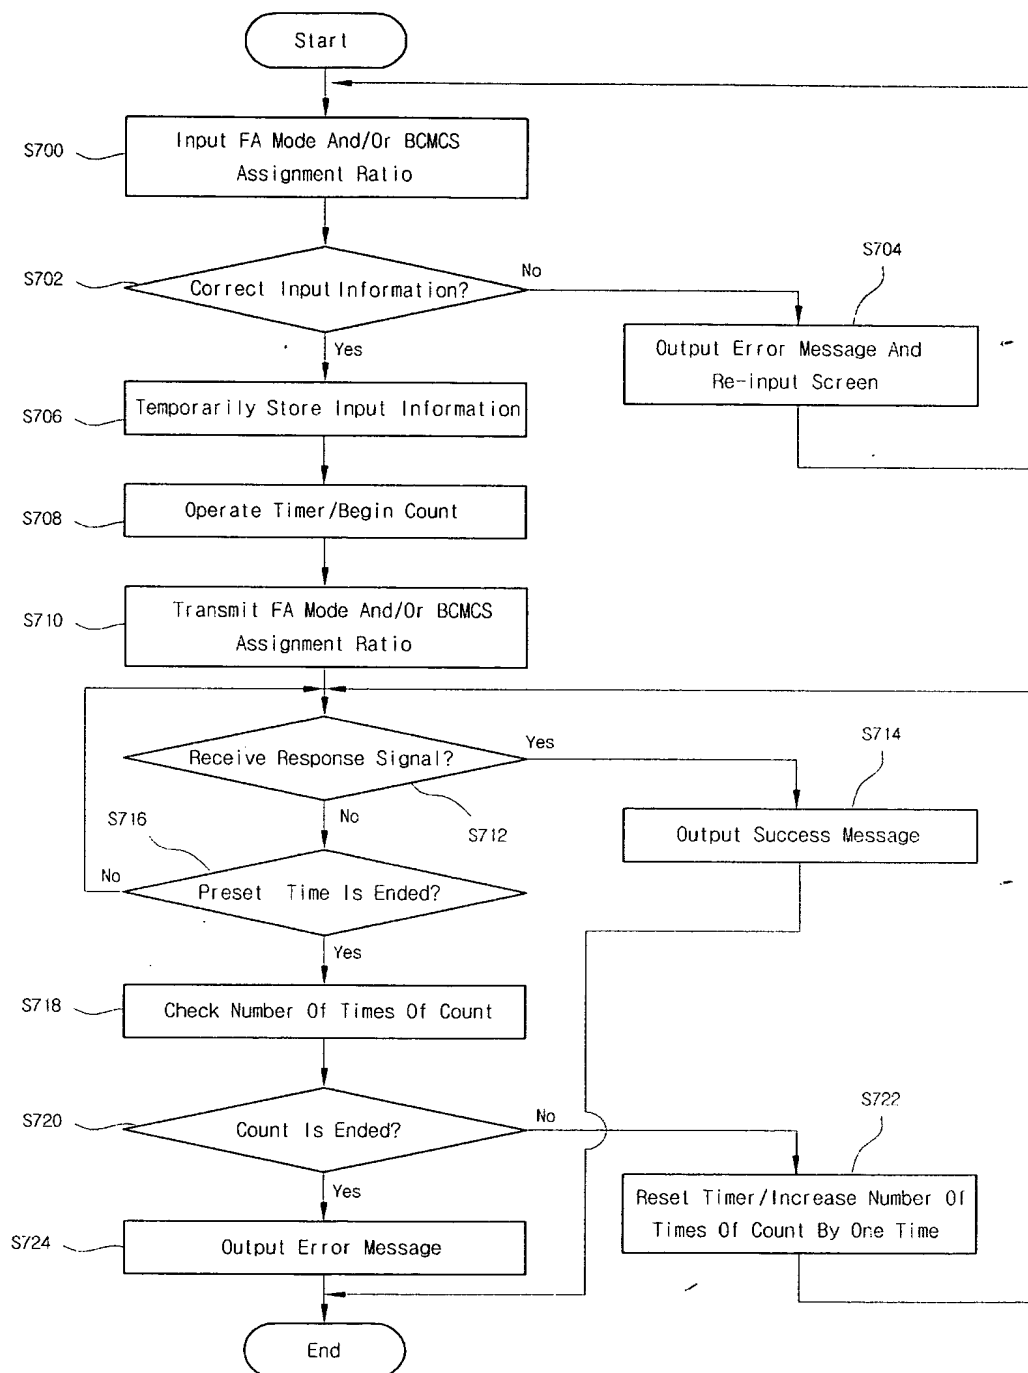 Start
S700
Input FA Mode And/Or BCMCS
Assignment Ratio
S702
Correct Input Information?
No
S704
Yes
Output Error Message And
Re-input Screen
S706
Temporarily Store Input Information
S708
Operate Timer/Begin Count
S710
Transmit FA Mode And/Or BCMCS
Assignment Ratio
Receive Response Signal?
Yes
S714
S712
No
Output Success Message
S716
No
Preset Time Is Ended?
Yes
S718
Check Number Of Times Of Count
S720
Count Is Ended?
No
S722
Yes
Reset Timer/Increase Number Of
Times Of Count By One Time
S724
Output Error Message
End